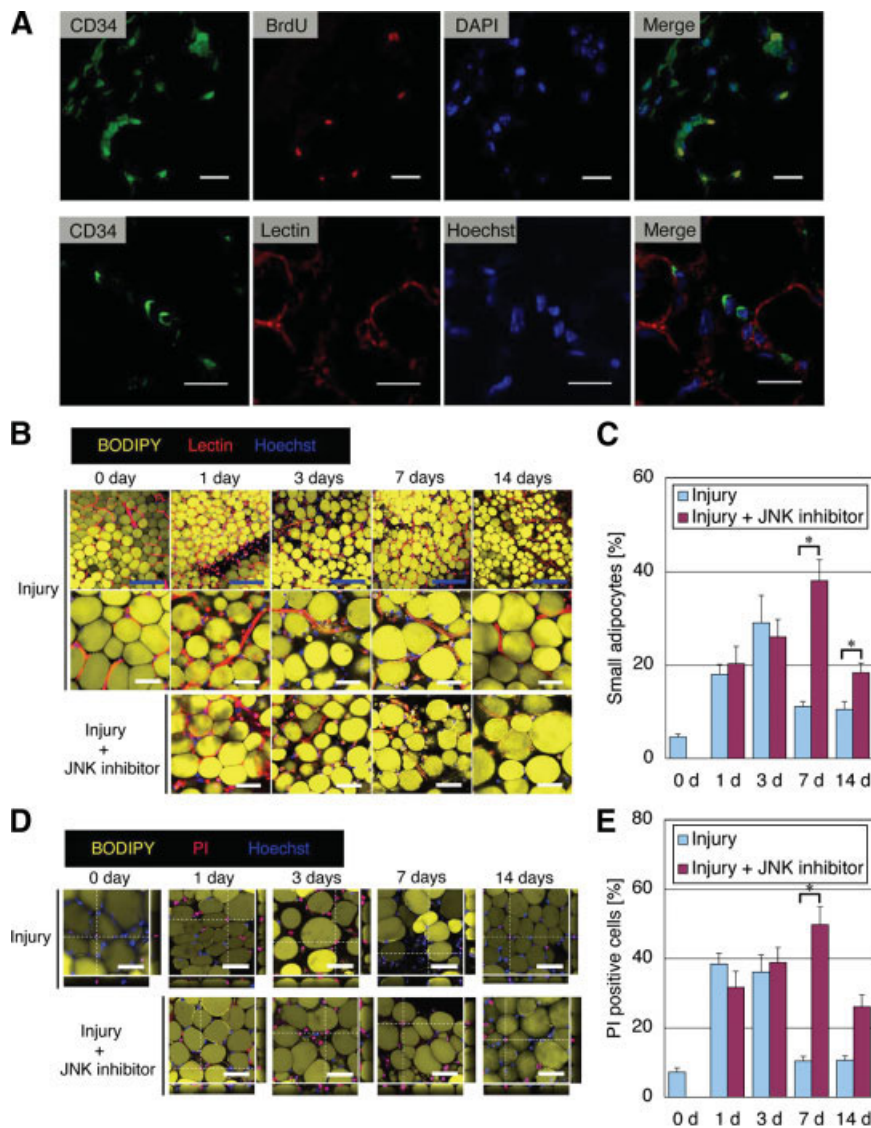 A
CD34 BrdU DAPI Merge
CD34 Lectin Hoechst Merge
B
BODIPY Lectin Hoechst
0 day 1 day 3 days 7 days 14 days
Injury
Injury
+
JNK inhibitor
C
60
40
20
0
Small adipocytes [%]
Injury
Injury + JNK inhibitor
*
*
0 d 1 d 3 d 7 d 14 d
D
BODIPY PI Hoechst
0 day 1 day 3 days 7 days 14 days
Injury
Injury
+
JNK inhibitor
E
80
60
40
20
0
PI positive cells [%]
Injury
Injury + JNK inhibitor
*
0 d 1 d 3 d 7 d 14 d